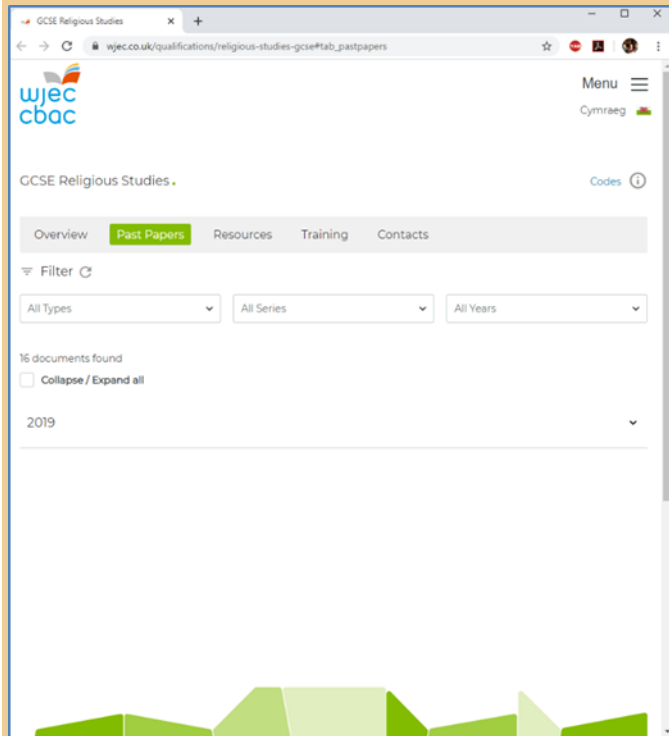 GCSE Religious Studies
wjec.co.uk/qualifications/religious-studies-gcse#tab_pastpapers
wjec
cbac
Menu
Cymraeg
GCSE Religious Studies.
Codes
Overview Past Papers Resources Training Contacts
Filter
All Types All Series All Years
16 documents found
Collapse / Expand all
2019